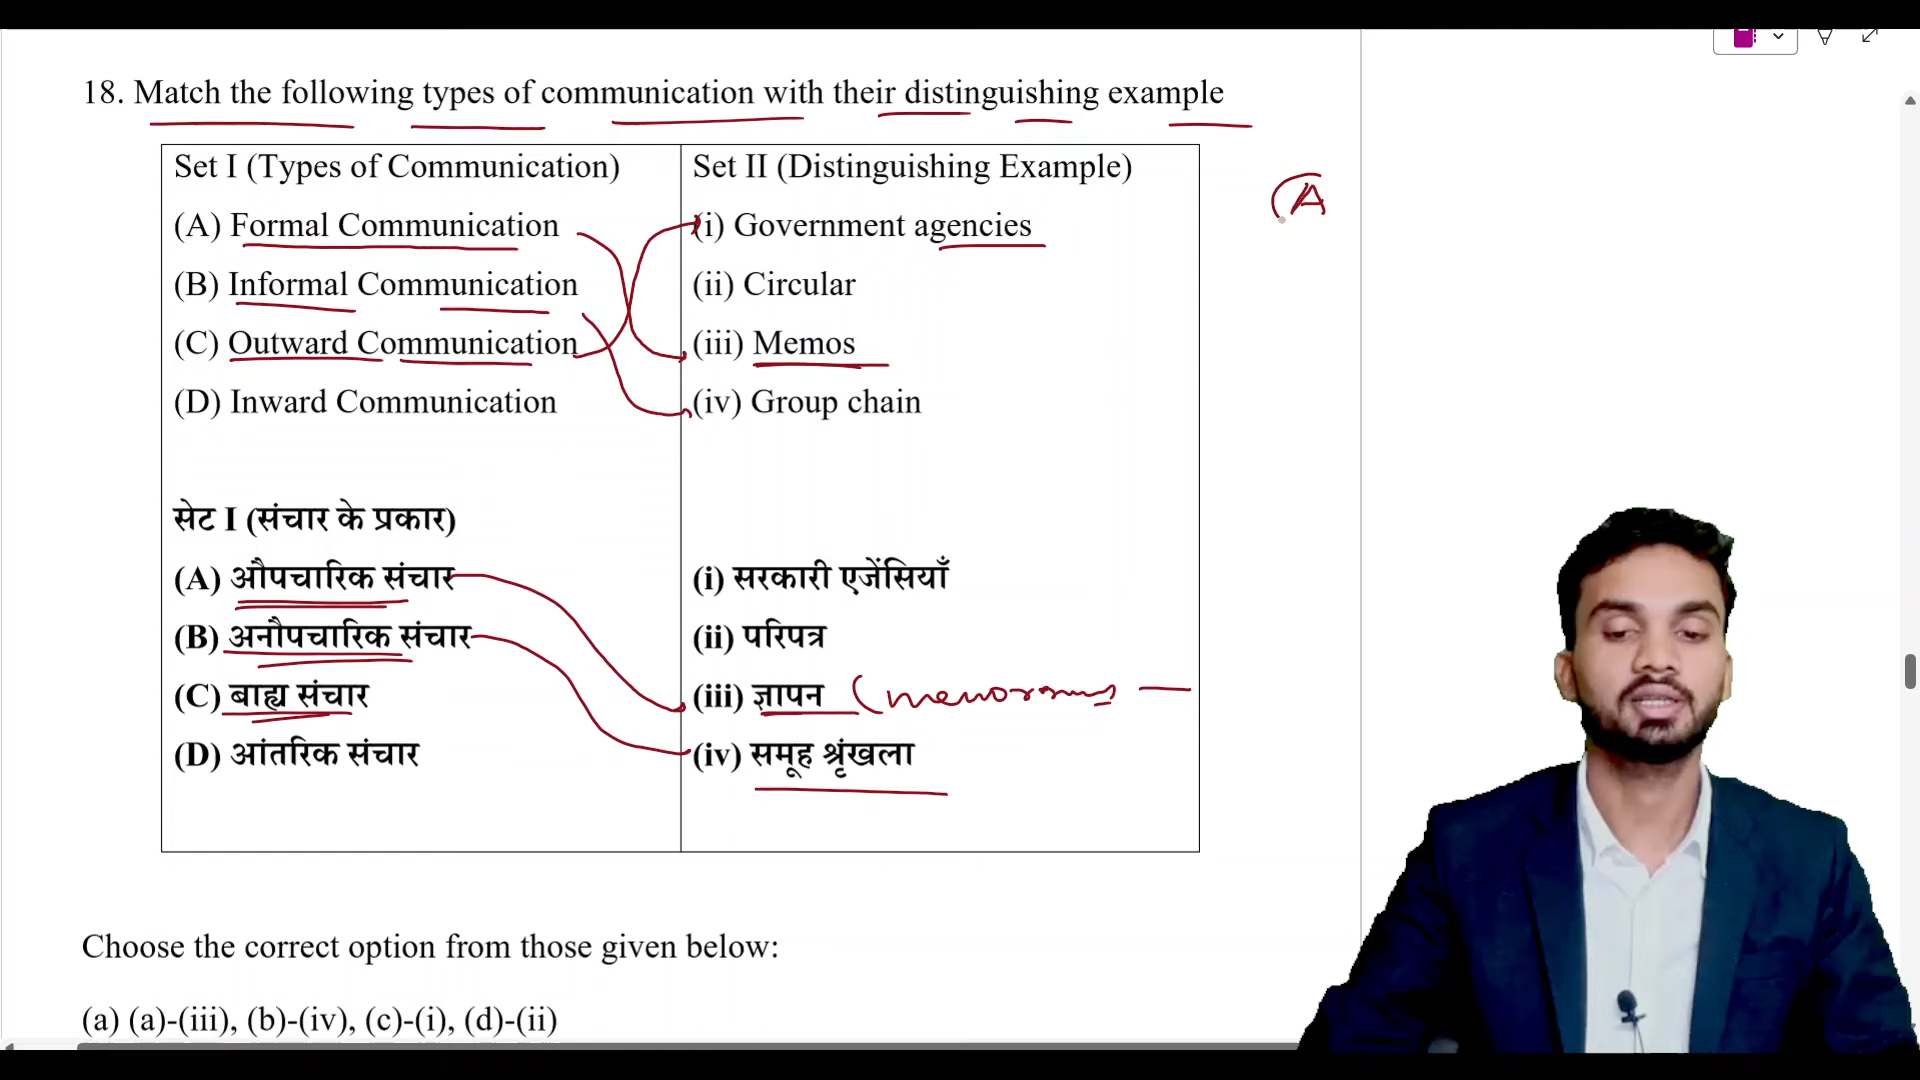 18. Match the following types of communication with their distinguishing example
Set I (Types of Communication)
Set II (Distinguishing Example)
(A) Formal Communication
(i) Government agencies
(B) Informal Communication
(ii) Circular
(C) Outward Communication
(iii) Memos
(D) Inward Communication
(iv) Group chain
A
सेट I (संचार के प्रकार)
(A) औपचारिक संचार
(i) सरकारी एजेंसियाँ
(B) अनौपचारिक संचार
(ii) परिपत्र
(C) बाह्य संचार
(iii) ज्ञापन
(D) आंतरिक संचार
(iv) समूह श्रृंखला
Choose the correct option from those given below:
(a) (a)-(iii), (b)-(iv), (c)-(i), (d)-(ii)